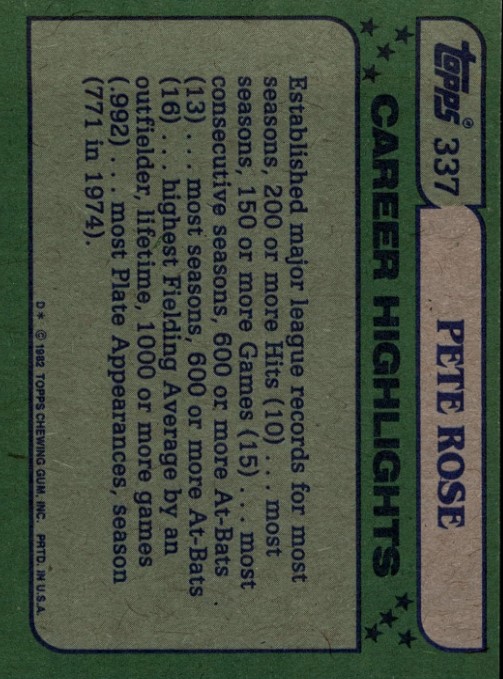 TOPPS® 337 PETE ROSE
CAREER HIGHLIGHTS
Established major league records for most
seasons, 200 or more Hits (10) . . . most
seasons, 150 or more Games (15) . . . most
consecutive seasons, 600 or more At-Bats
(13) . . . most seasons, 600 or more At-Bats
(16) . . . highest Fielding Average by an
outfielder, lifetime, 1000 or more games
(.992) . . . most Plate Appearances, season
(771 in 1974).
D* © 1982 TOPPS CHEWING GUM, INC. PRTD. IN U.S.A.